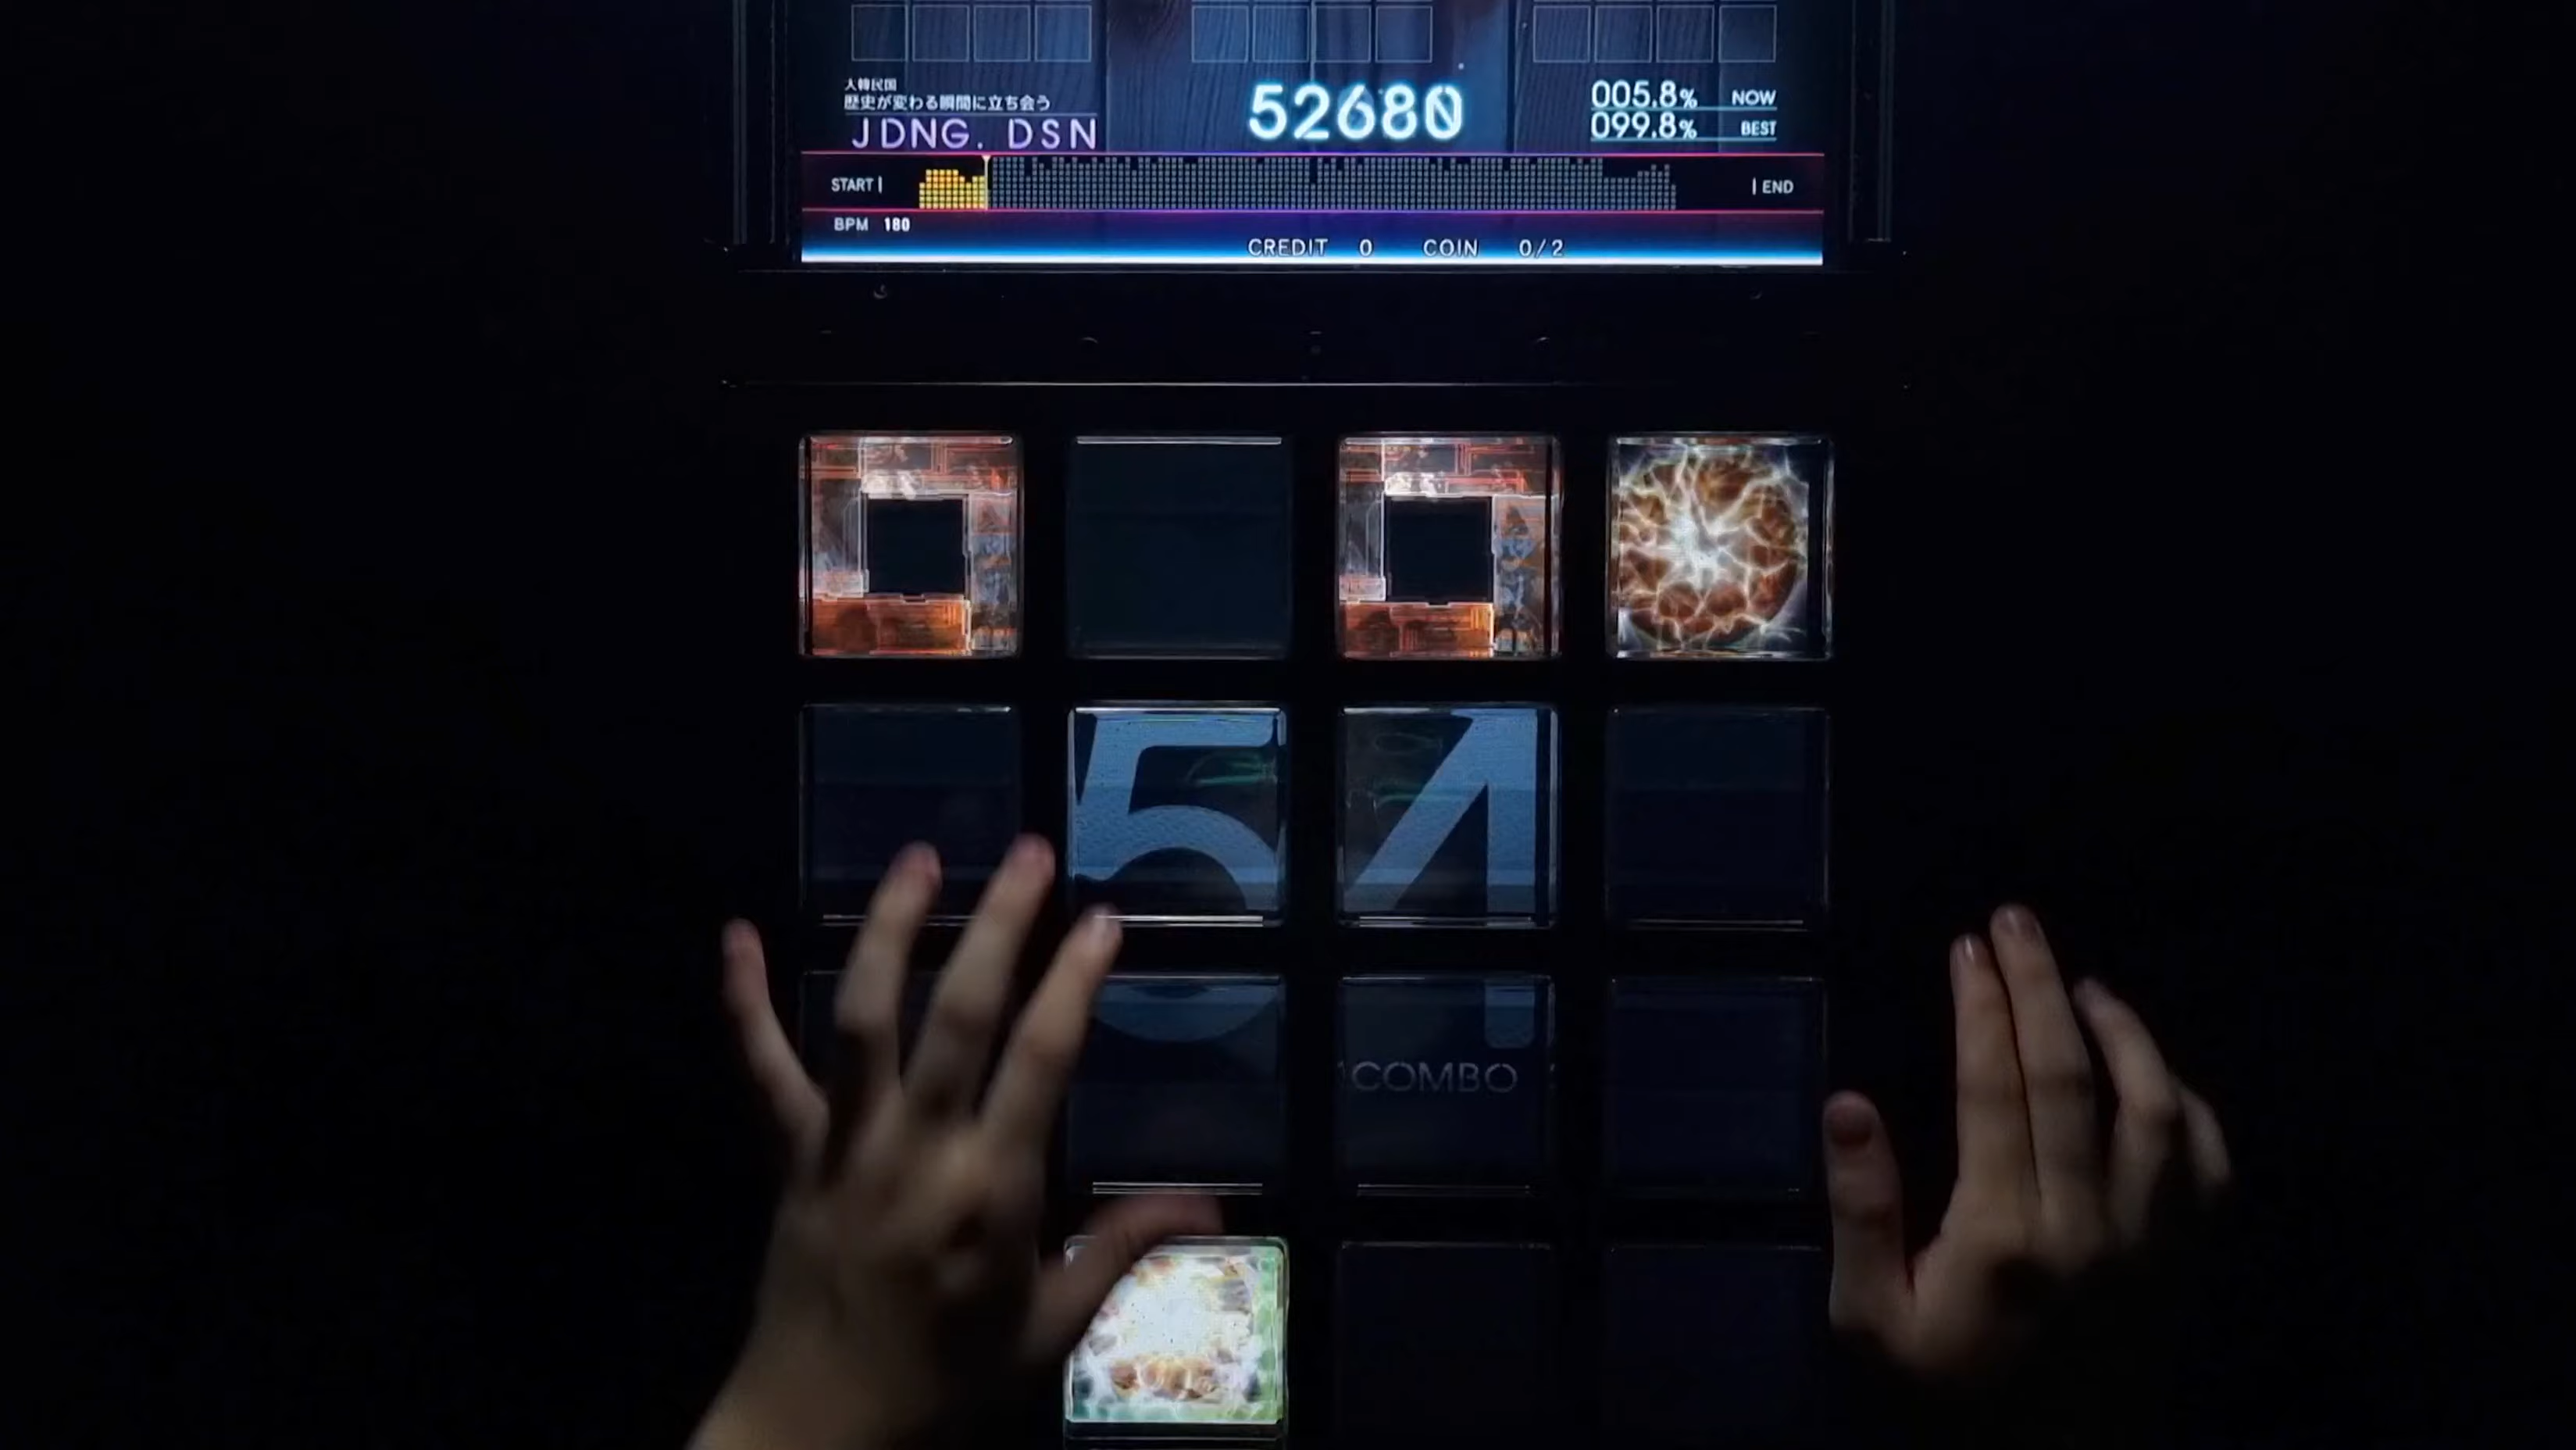 大韓民国
歴史が変わる瞬間に立ち会う
JDNG. DSN
52680
005.8% NOW
099.8% BEST
START
END
BPM 180
CREDIT 0 COIN 0/2
54
COMBO